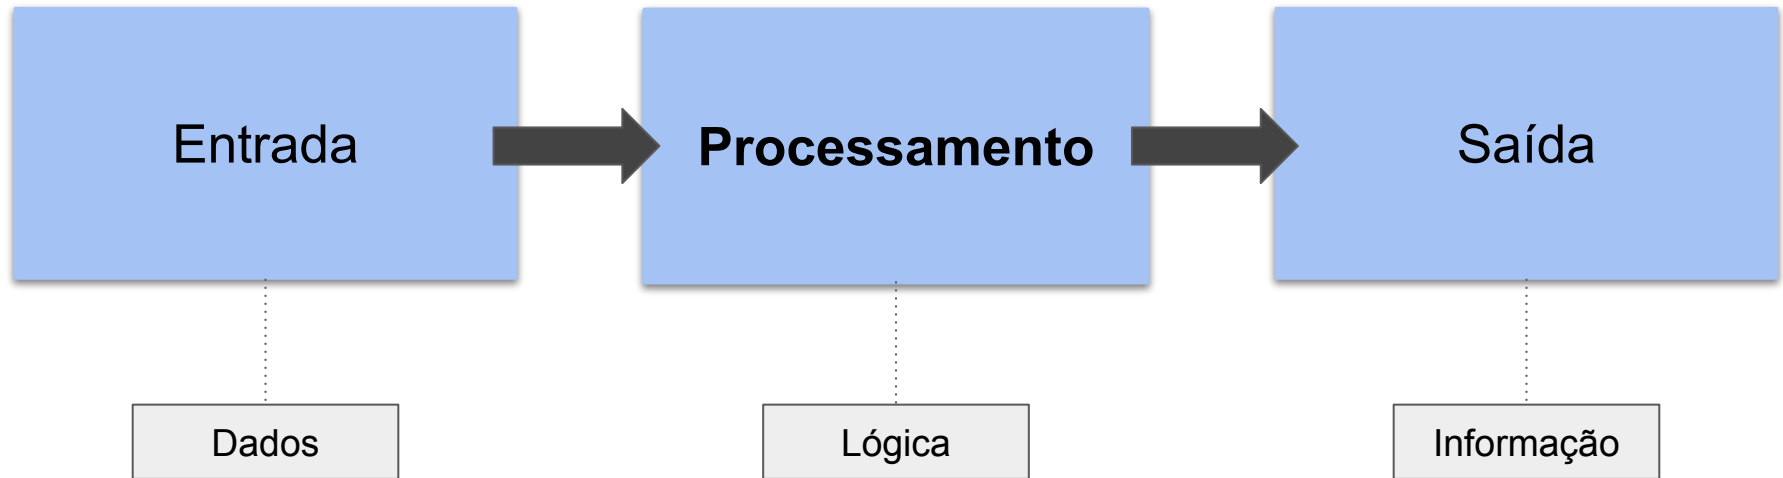 Entrada
Processamento
Saída
Dados
Lógica
Informação